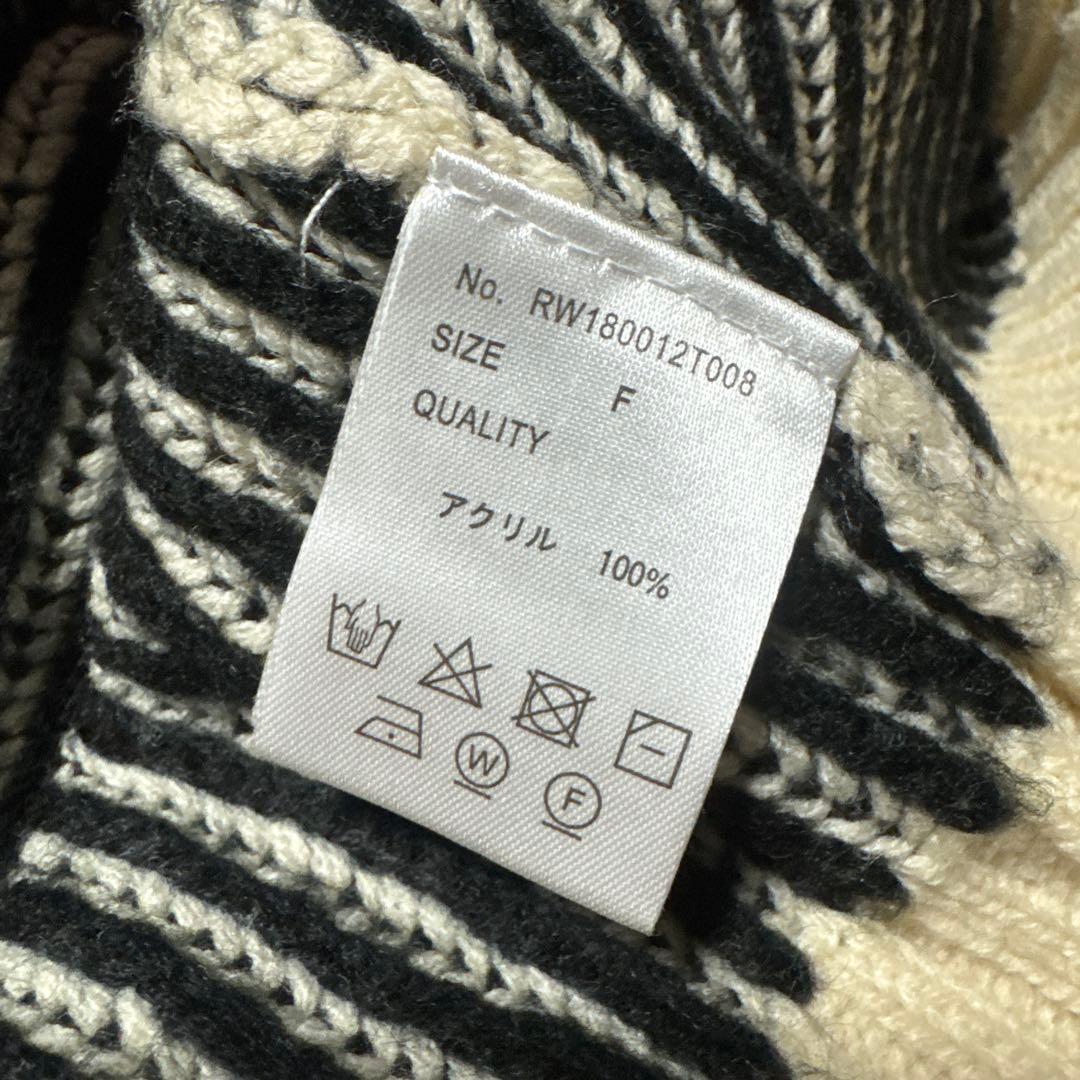 No. RW180012T008
SIZE F
QUALITY
アクリル 100%
W
F